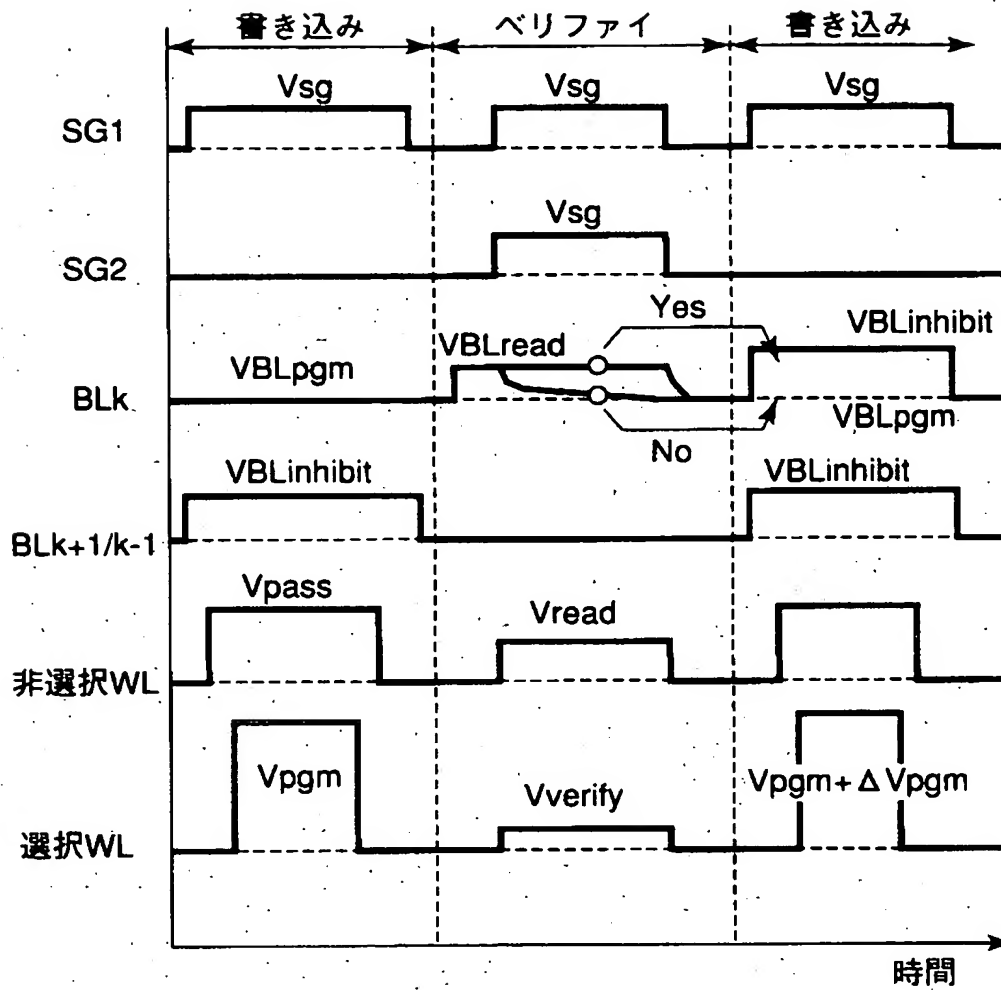 書き込み ベリファイ 書き込み
Vsg Vsg Vsg
SG1
Vsg
SG2
Yes
VBLinhibit
VBLread
VBLpgm
BLk
VBLpgm
No
VBLinhibit VBLinhibit
BLk+1/k-1
Vpass
Vread
非選択WL
Vpgm Vpgm+ΔVpgm
Vverify
選択WL
時間